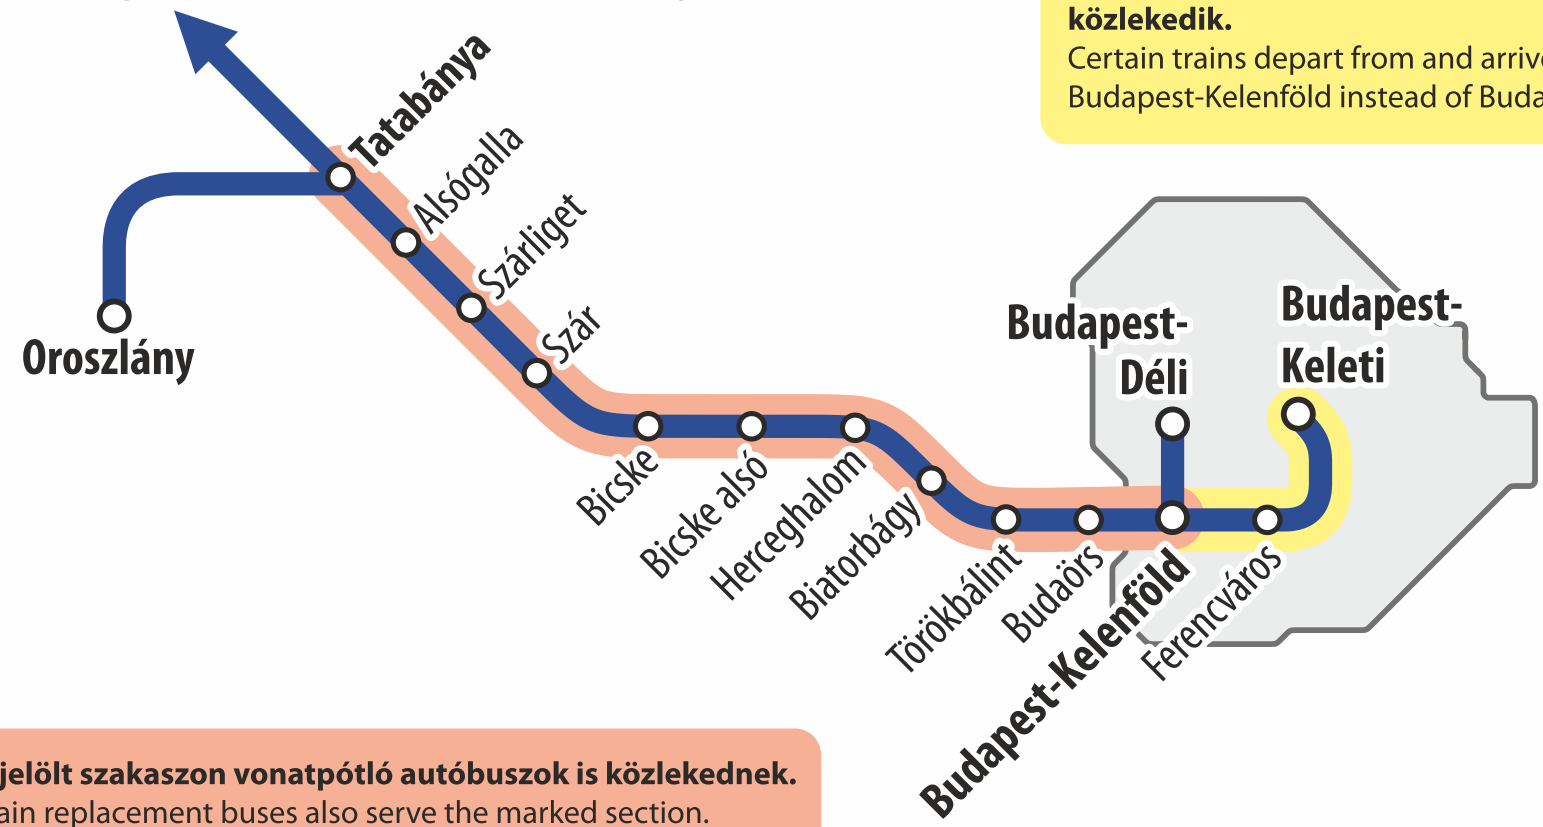 közlekedik.
Certain trains depart from and arrive
Budapest-Kelenföld instead of Buda
Tatabánya
Alsógalla
Szárliget
Szár
Oroszlány
Budapest-
Déli
Budapest-
Keleti
Bicske
Bicske alsó
Herceghalom
Biatorbágy
Törökbálint
Budaörs
Budapest-Kelenföld
Ferencváros
jelölt szakaszon vonatpótló autóbuszok is közlekednek.
ain replacement buses also serve the marked section.